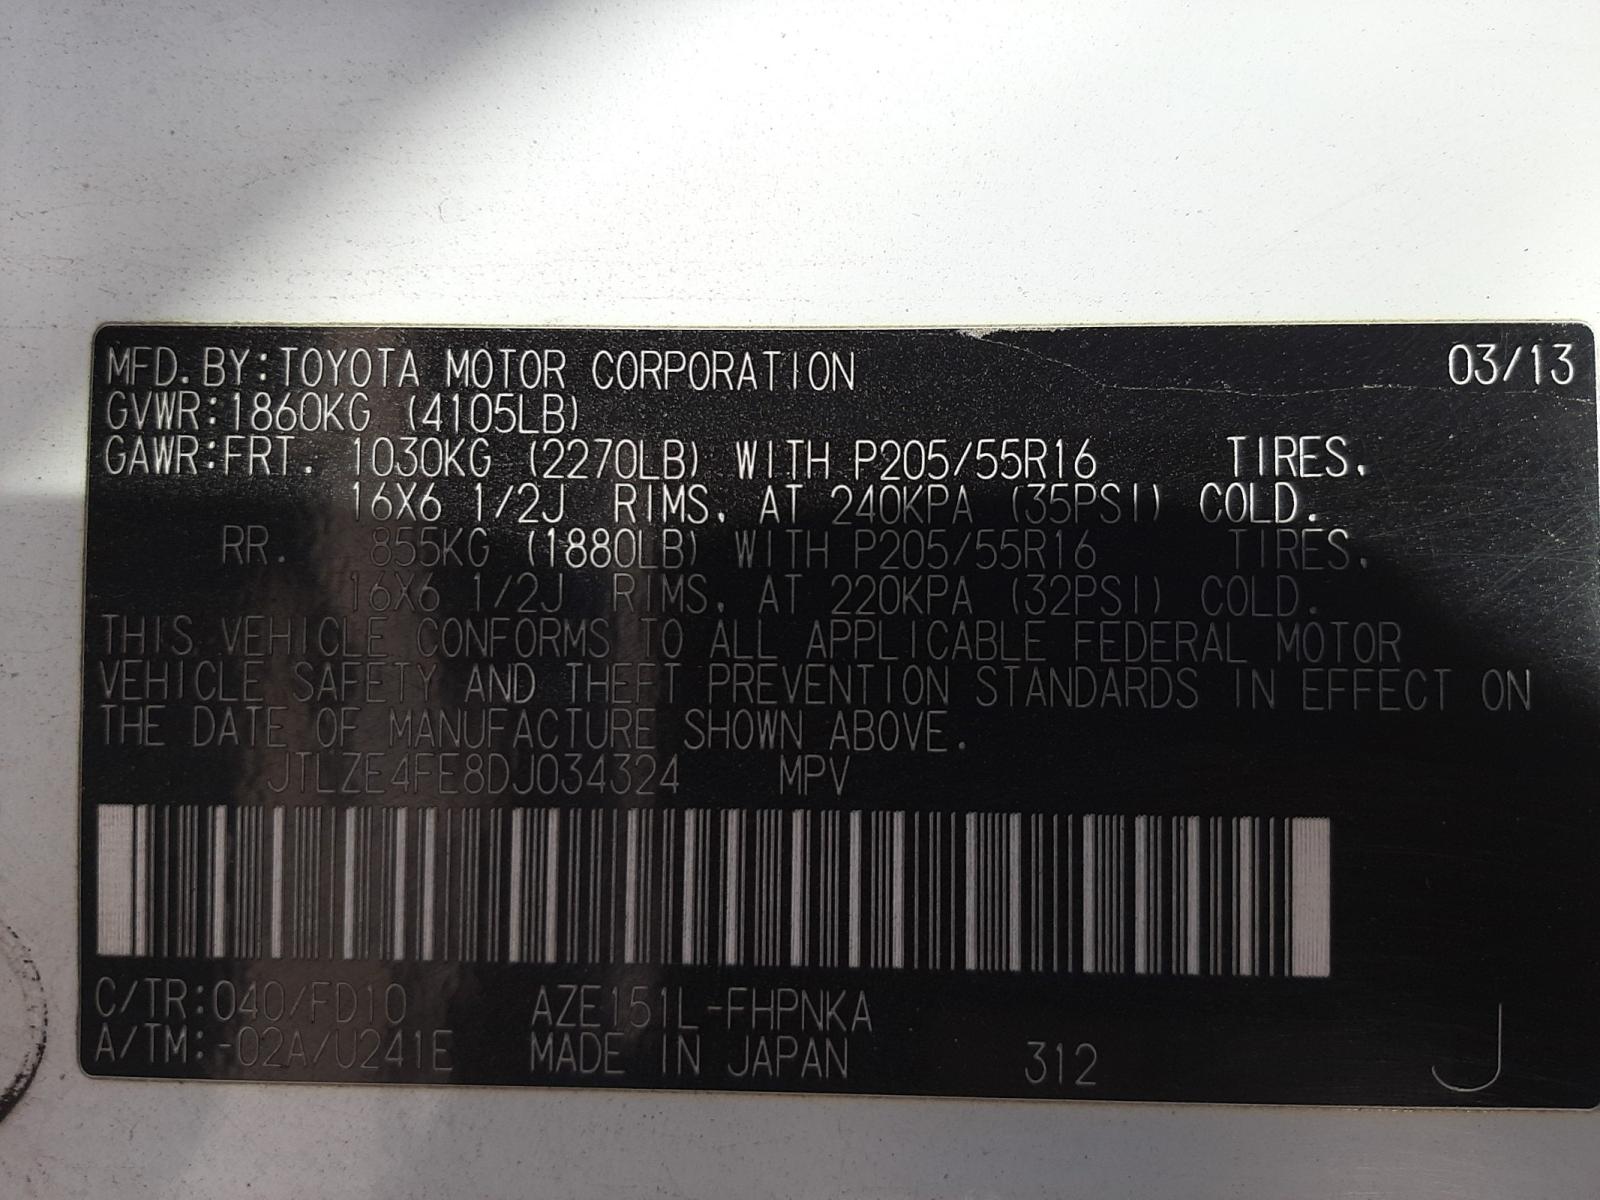 MFD. BY: TOYOTA MOTOR CORPORATION 03/13
GVWR: 1860KG (4105LB)
GAWR: FRT. 1030KG (2270LB) WITH P205/55R16 TIRES.
16X6 1/2J RIMS. AT 240KPA (35PSI) COLD.
RR. 855KG (1880LB) WITH P205/55R16 TIRES.
16X6 1/2J RIMS. AT 220KPA (32PSI) COLD.
THIS VEHICLE CONFORMS TO ALL APPLICABLE FEDERAL MOTOR
VEHICLE SAFETY AND THEFT PREVENTION STANDARDS IN EFFECT ON
THE DATE OF MANUFACTURE SHOWN ABOVE.
JTLZE4FE8DJ034324 MPV
C/TR: 040/FD10 AZE151L-FHPNKA
A/TM: -02A/U241E MADE IN JAPAN 312 J